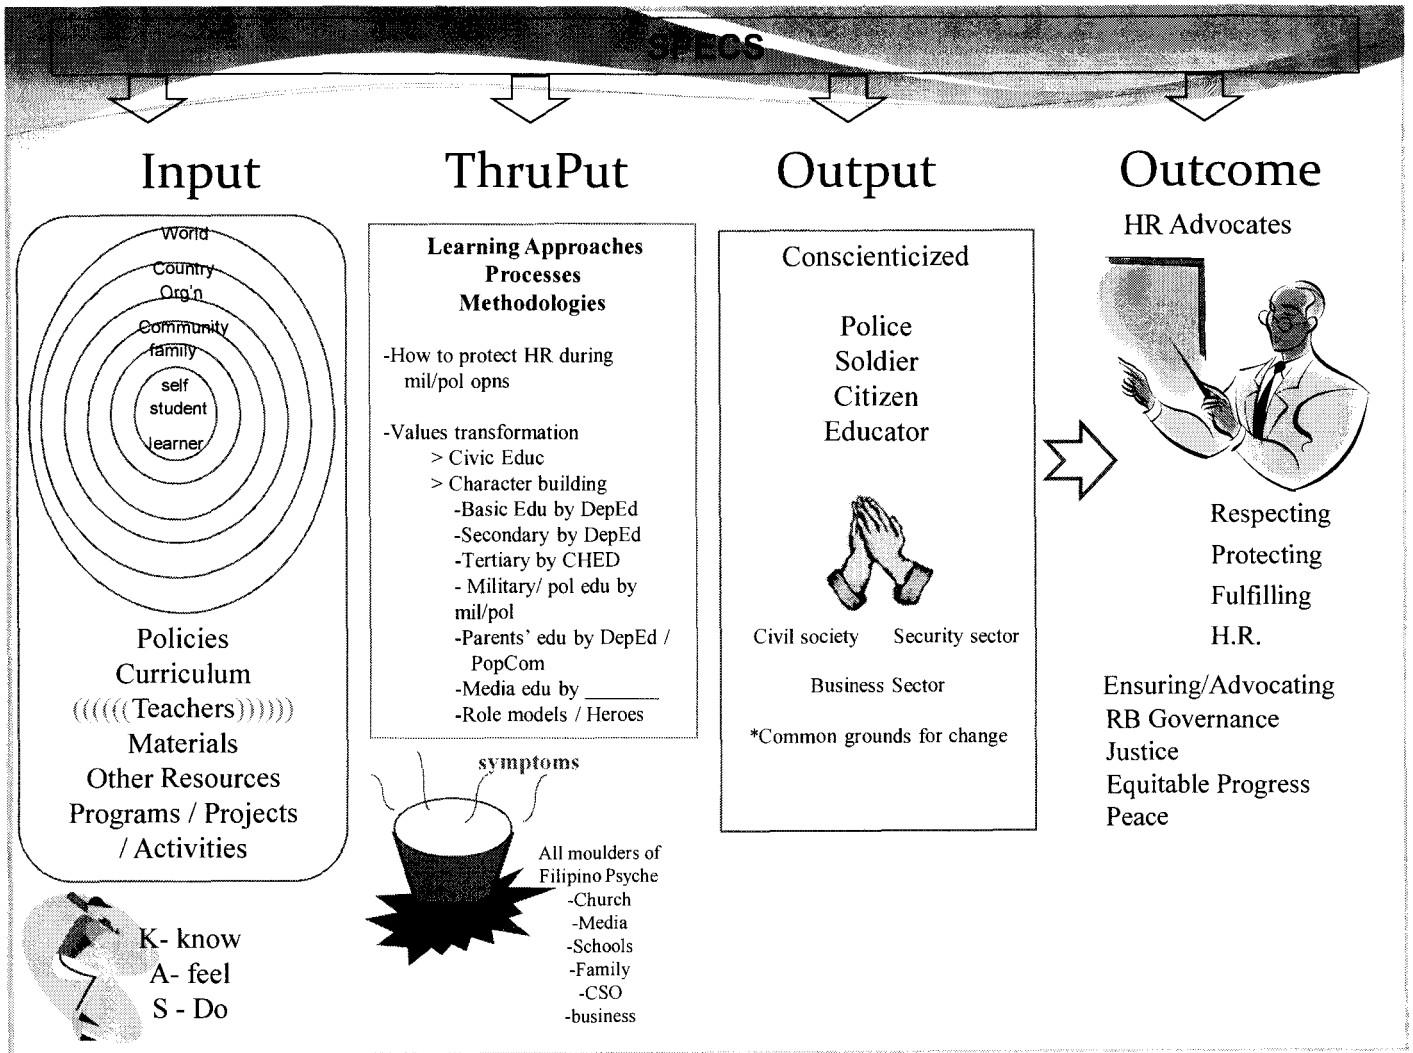 SPECS
Input
World
Country
Org'n
Community
family
self
student
learner
Policies
Curriculum
((((((Teachers))))))
Materials
Other Resources
Programs / Projects
/ Activities
K- know
A- feel
S - Do
ThruPut
Learning Approaches
Processes
Methodologies
-How to protect HR during
mil/pol opns
-Values transformation
> Civic Educ
> Character building
-Basic Edu by DepEd
-Secondary by DepEd
-Tertiary by CHED
- Military/ pol edu by
mil/pol
-Parents' edu by DepEd /
PopCom
-Media edu by _______
-Role models / Heroes
symptoms
All moulders of
Filipino Psyche
-Church
-Media
-Schools
-Family
-CSO
-business
Output
Conscienticized
Police
Soldier
Citizen
Educator
Civil society Security sector
Business Sector
*Common grounds for change
Outcome
HR Advocates
Respecting
Protecting
Fulfilling
H.R.
Ensuring/Advocating
RB Governance
Justice
Equitable Progress
Peace